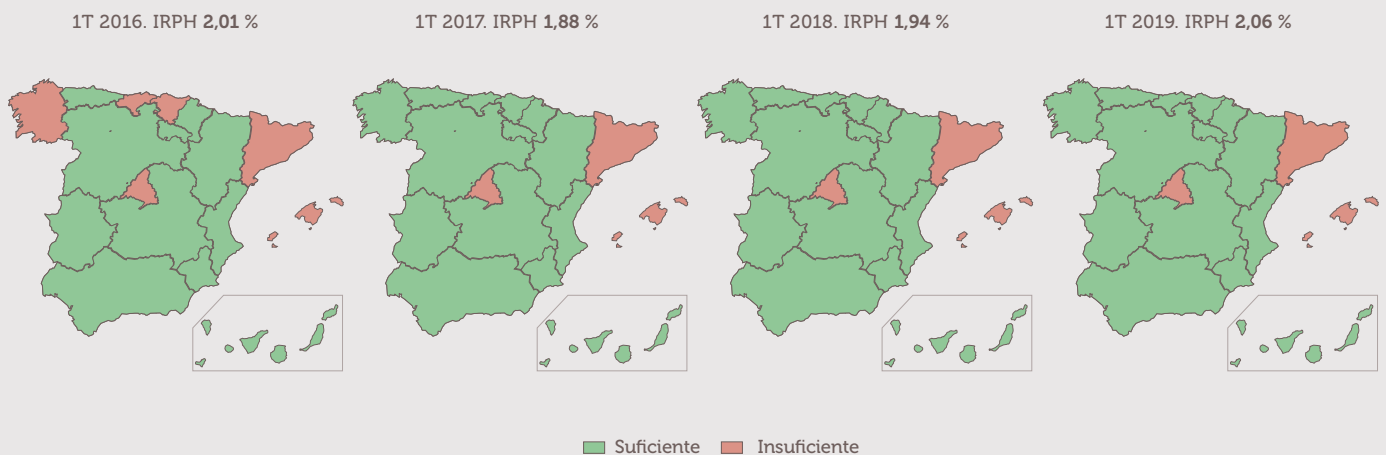 1T 2016. IRPH 2,01 %
1T 2017. IRPH 1,88 %
1T 2018. IRPH 1,94 %
1T 2019. IRPH 2,06 %
Suficiente
Insuficiente